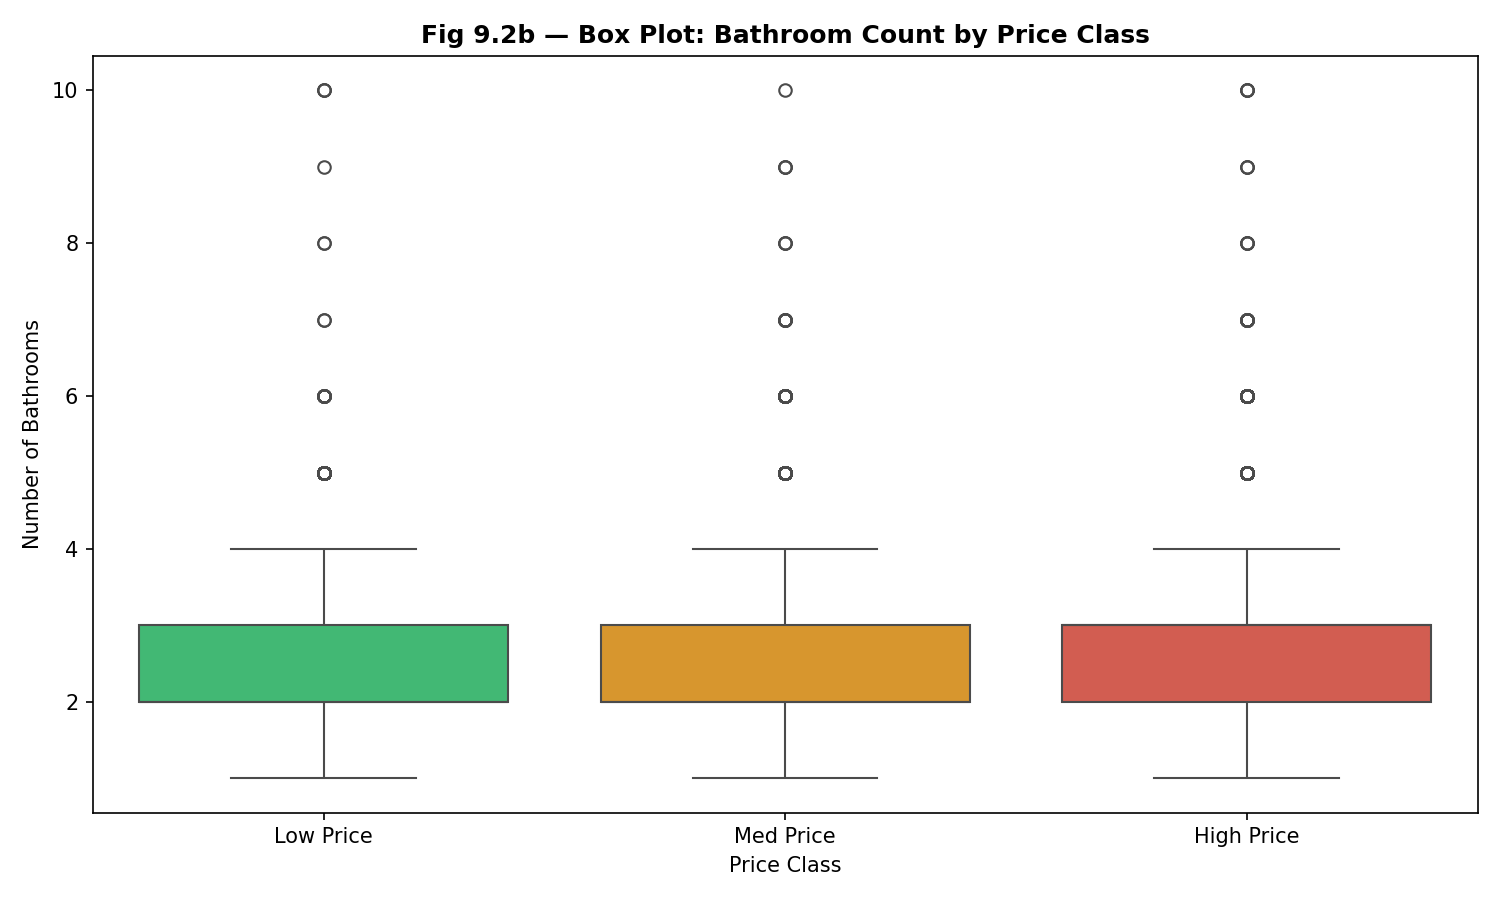 Fig 9.2b — Box Plot: Bathroom Count by Price Class
10
8
6
4
2
Number of Bathrooms
Low Price
Med Price
High Price
Price Class